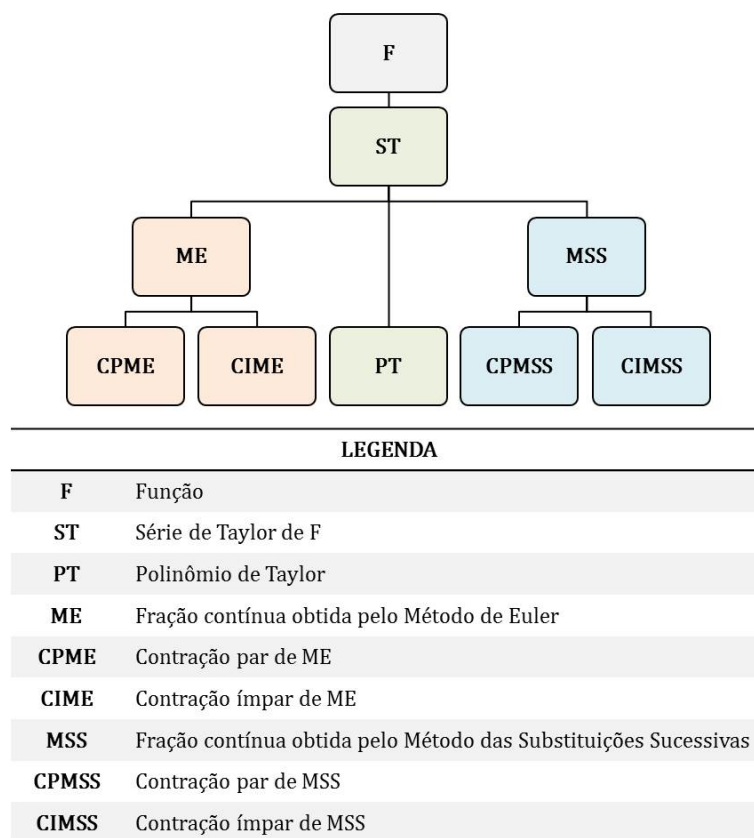 F
ST
ME
MSS
CPME
CIME
PT
CPMSS
CIMSS
LEGENDA
F Função
ST Série de Taylor de F
PT Polinômio de Taylor
ME Fração contínua obtida pelo Método de Euler
CPME Contração par de ME
CIME Contração ímpar de ME
MSS Fração contínua obtida pelo Método das Substituições Sucessivas
CPMSS Contração par de MSS
CIMSS Contração ímpar de MSS